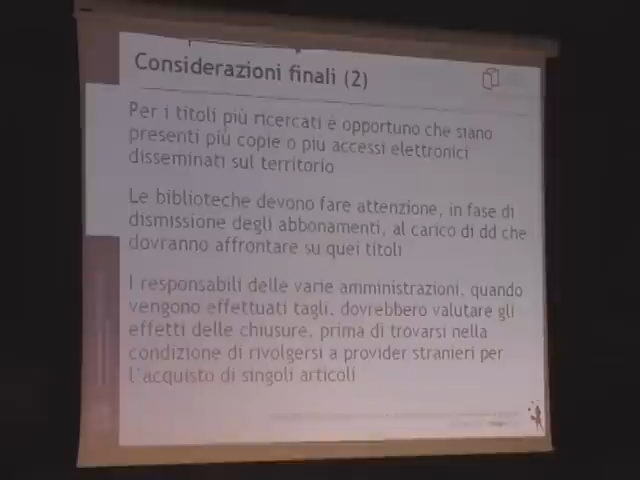 Considerazioni finali (2)
Per i titoli più ricercati è opportuno che siano
presenti più copie o più accessi elettronici
disseminati sul territorio
Le biblioteche devono fare attenzione, in fase di
dismissione degli abbonamenti, al carico di dd che
dovranno affrontare su quei titoli
I responsabili delle varie amministrazioni, quando
vengono effettuati tagli, dovrebbero valutare gli
effetti delle chiusure, prima di trovarsi nella
condizione di rivolgersi a provider stranieri per
l'acquisto di singoli articoli